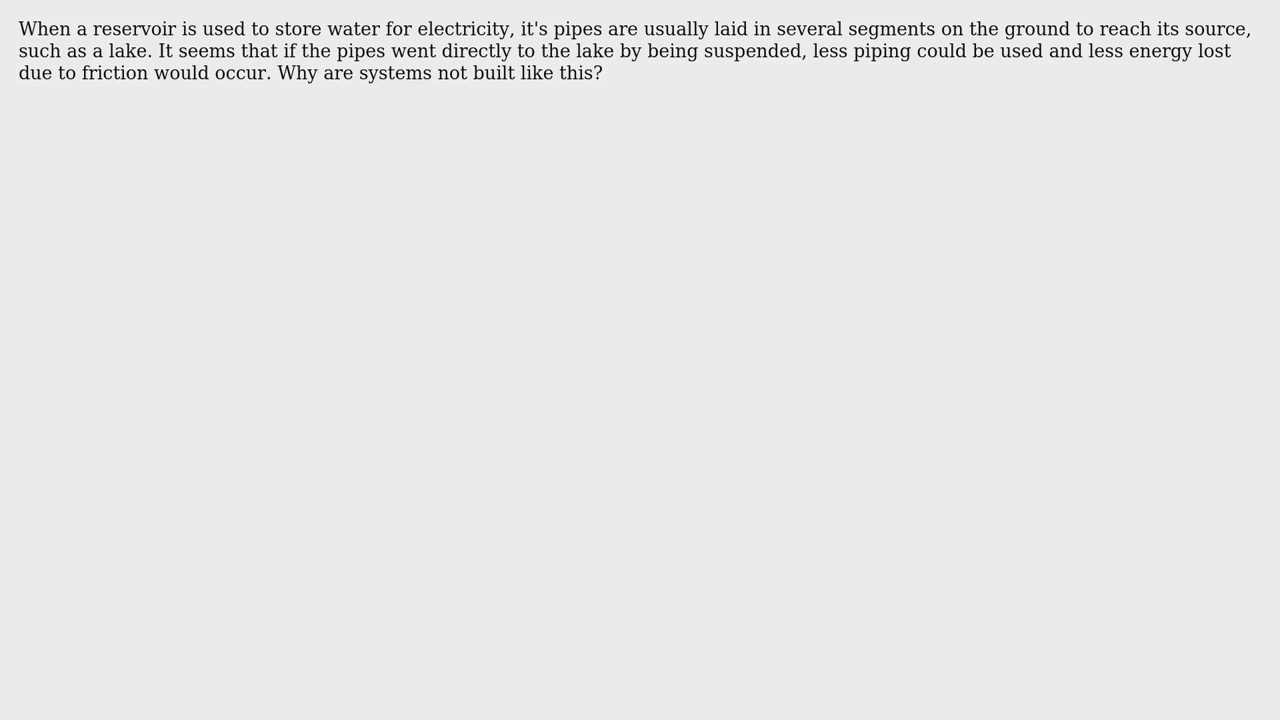 When a reservoir is used to store water for electricity, it's pipes are usually laid in several segments on the ground to reach its source,
such as a lake. It seems that if the pipes went directly to the lake by being suspended, less piping could be used and less energy lost
due to friction would occur. Why are systems not built like this?